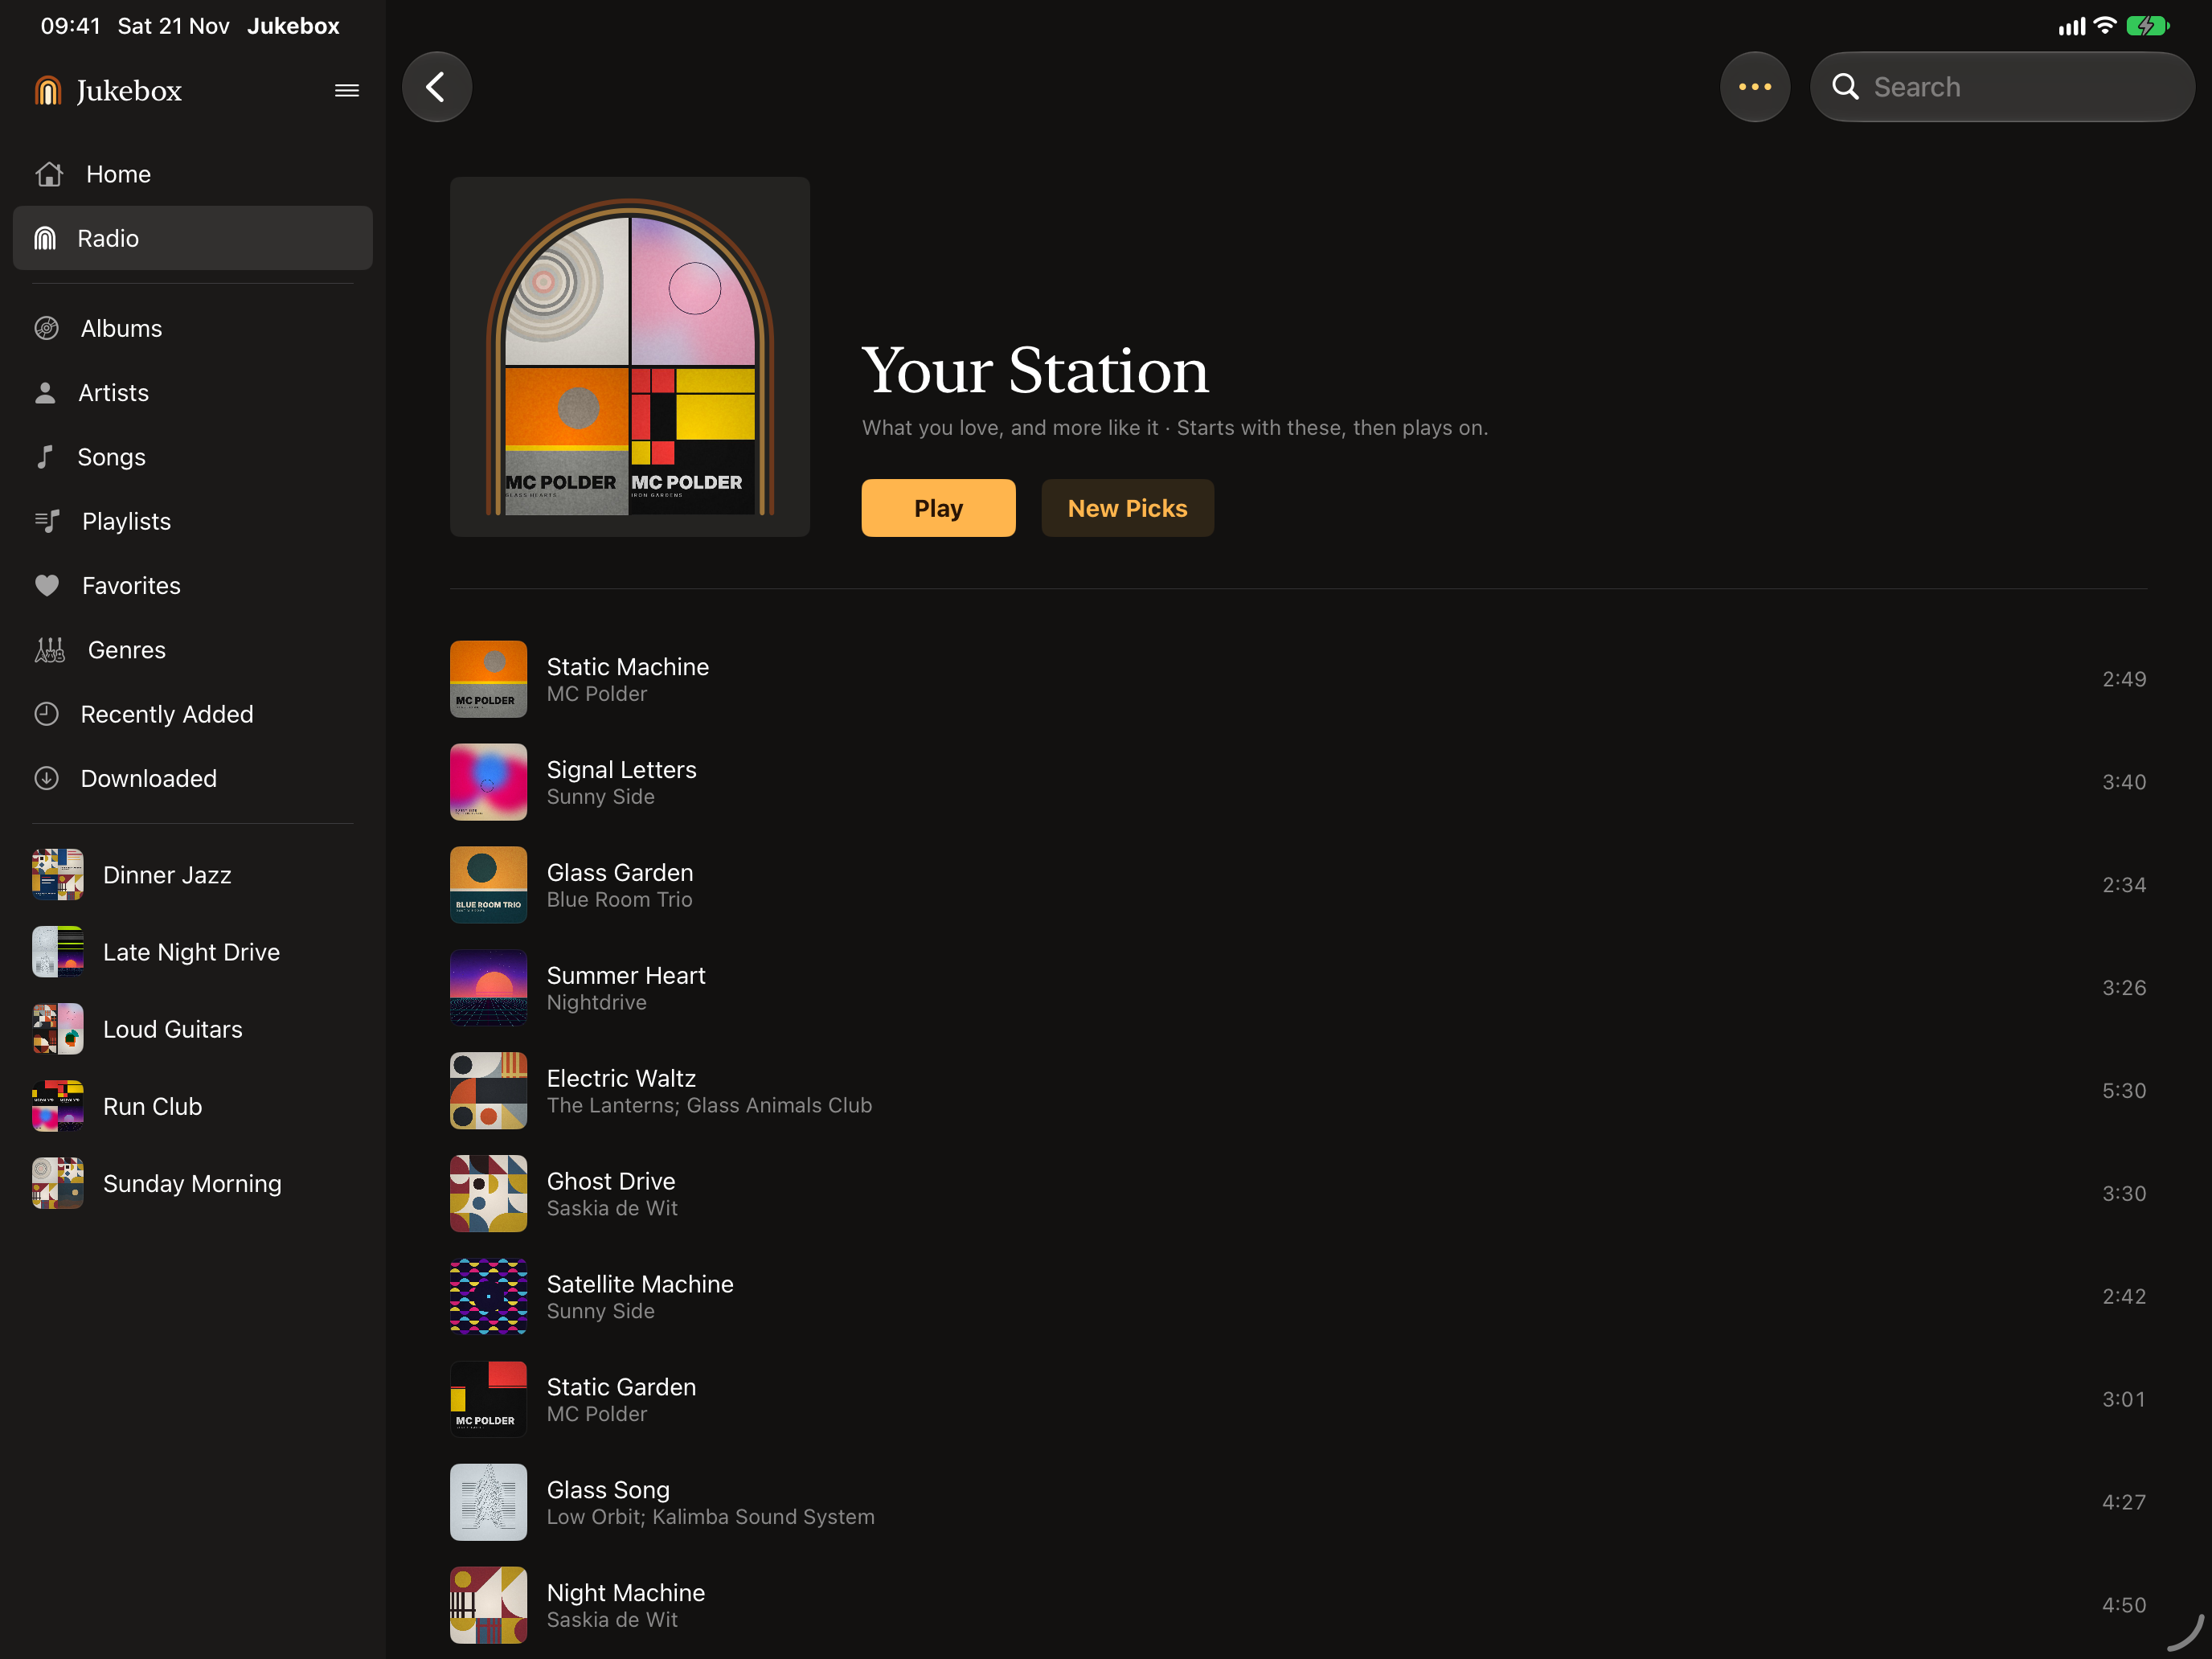 09:41 Sat 21 Nov Jukebox
Jukebox
Home
Radio
Albums
Artists
Songs
Playlists
Favorites
Genres
Recently Added
Downloaded
Dinner Jazz
Late Night Drive
Loud Guitars
Run Club
Sunday Morning
Search
MC POLDER
GLASS HEARTS
MC POLDER
IRON GARDENS
Your Station
What you love, and more like it · Starts with these, then plays on.
Play
New Picks
MC POLDER
Static Machine
MC Polder
2:49
Signal Letters
Sunny Side
3:40
BLUE ROOM TRIO
Glass Garden
Blue Room Trio
2:34
Summer Heart
Nightdrive
3:26
Electric Waltz
The Lanterns; Glass Animals Club
5:30
Ghost Drive
Saskia de Wit
3:30
Satellite Machine
Sunny Side
2:42
MC POLDER
Static Garden
MC Polder
3:01
Glass Song
Low Orbit; Kalimba Sound System
4:27
Night Machine
Saskia de Wit
4:50